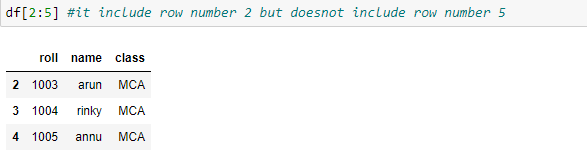 df[2:5] #it include row number 2 but doesnot include row number 5
roll name class
2 1003 arun MCA
3 1004 rinky MCA
4 1005 annu MCA